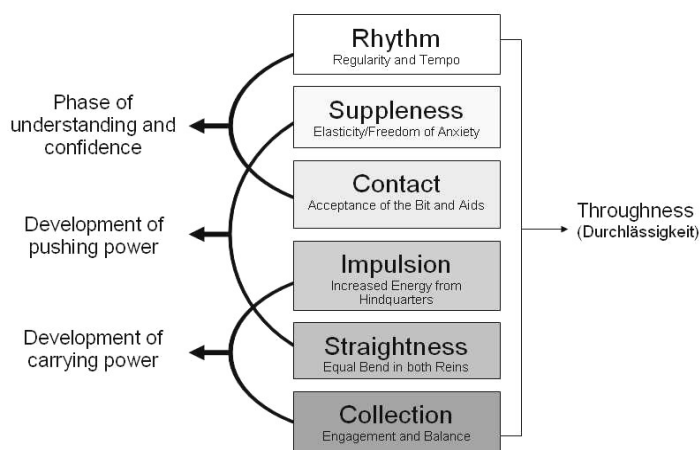 Rhythm
Regularity and Tempo
Suppleness
Elasticity/Freedom of Anxiety
Contact
Acceptance of the Bit and Aids
Impulsion
Increased Energy from
Hindquarters
Straightness
Equal Bend in both Reins
Collection
Engagement and Balance
Phase of
understanding and
confidence
Development of
pushing power
Development of
carrying power
Throughness
(Durchlässigkeit)